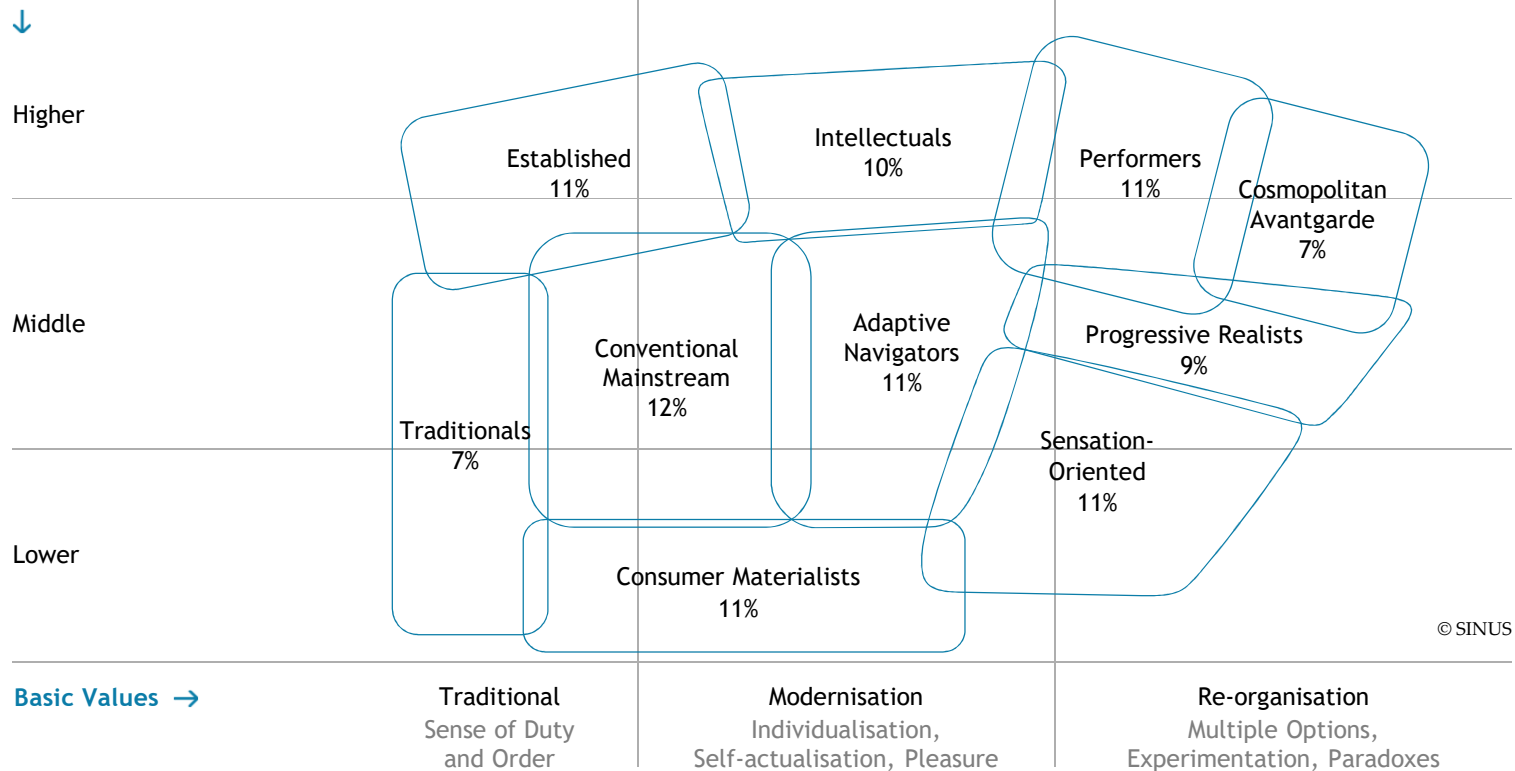 ↓
Higher
Established
11%
Intellectuals
10%
Performers
11%
Cosmopolitan
Avantgarde
7%
Middle
Conventional
Mainstream
12%
Adaptive
Navigators
11%
Progressive Realists
9%
Traditionals
7%
Sensation-
Oriented
11%
Lower
Consumer Materialists
11%
© SINUS
Basic Values →
Traditional
Sense of Duty
and Order
Modernisation
Individualisation,
Self-actualisation, Pleasure
Re-organisation
Multiple Options,
Experimentation, Paradoxes